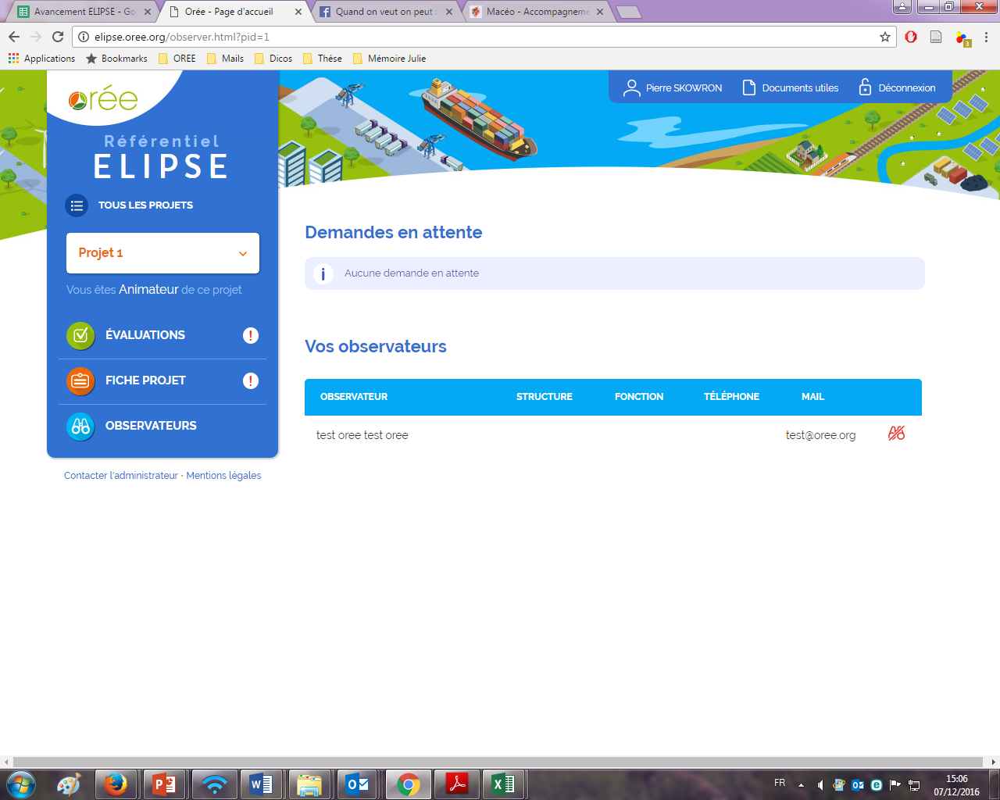 Avancement ELIPSE - Go
Orée - Page d'accueil
Quand on veut on peut :
Macéo - Accompagneme
elipse.oree.org/observer.html?pid=1
3
Applications
Bookmarks
OREE
Mails
Dicos
Thèse
Mémoire Julie
orée
Pierre SKOWRON
Documents utiles
Déconnexion
Référentiel
ELIPSE
TOUS LES PROJETS
Projet 1
Vous êtes Animateur de ce projet
ÉVALUATIONS !
FICHE PROJET !
OBSERVATEURS
Contacter l'administrateur • Mentions légales
Demandes en attente
i Aucune demande en attente
Vos observateurs
OBSERVATEUR STRUCTURE FONCTION TÉLÉPHONE MAIL
test oree test oree test@oree.org
FR
15:06
07/12/2016